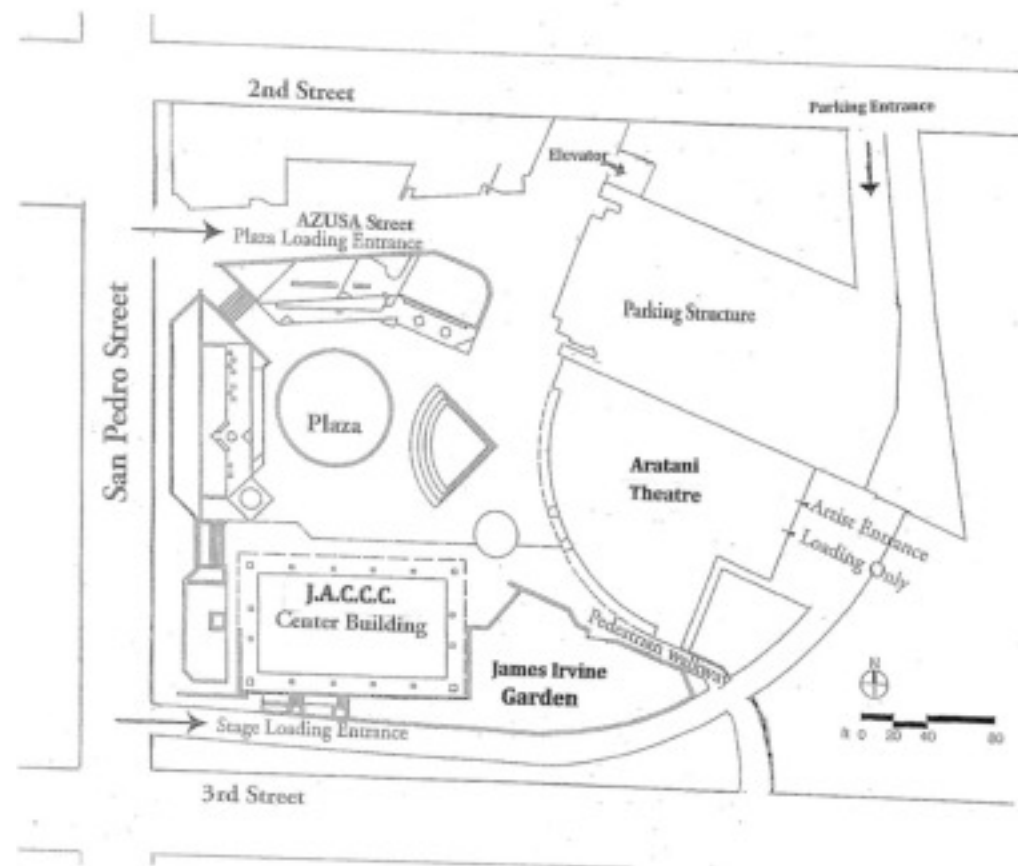 2nd Street
Parking Entrance
Elevator
AZUSA Street
Plaza Loading Entrance
San Pedro Street
Parking Structure
Plaza
Aratani
Theatre
Artist Entrance
Loading Only
J.A.C.C.C.
Center Building
Pedestrian walkway
James Irvine
Garden
N
Stage Loading Entrance
ft 0 20 40 80
3rd Street